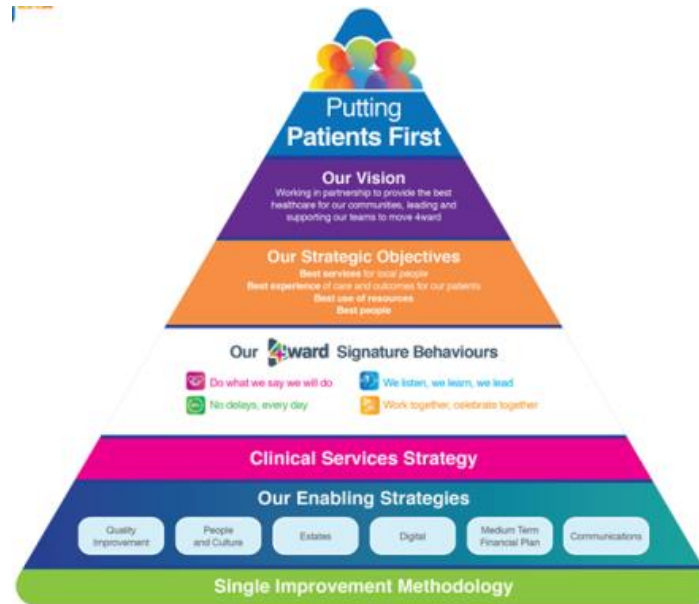 Putting
Patients First
Our Vision
Working in partnership to provide the best
healthcare for our communities, leading and
supporting our teams to move 4ward
Our Strategic Objectives
Best services for local people
Best experience of care and outcomes for our patients
Best use of resources
Best people
Our 4ward Signature Behaviours
Do what we say we will do
We listen, we learn, we lead
No delays, every day
Work together, celebrate together
Clinical Services Strategy
Our Enabling Strategies
Quality Improvement
People and Culture
Estates
Digital
Medium Term Financial Plan
Communications
Single Improvement Methodology